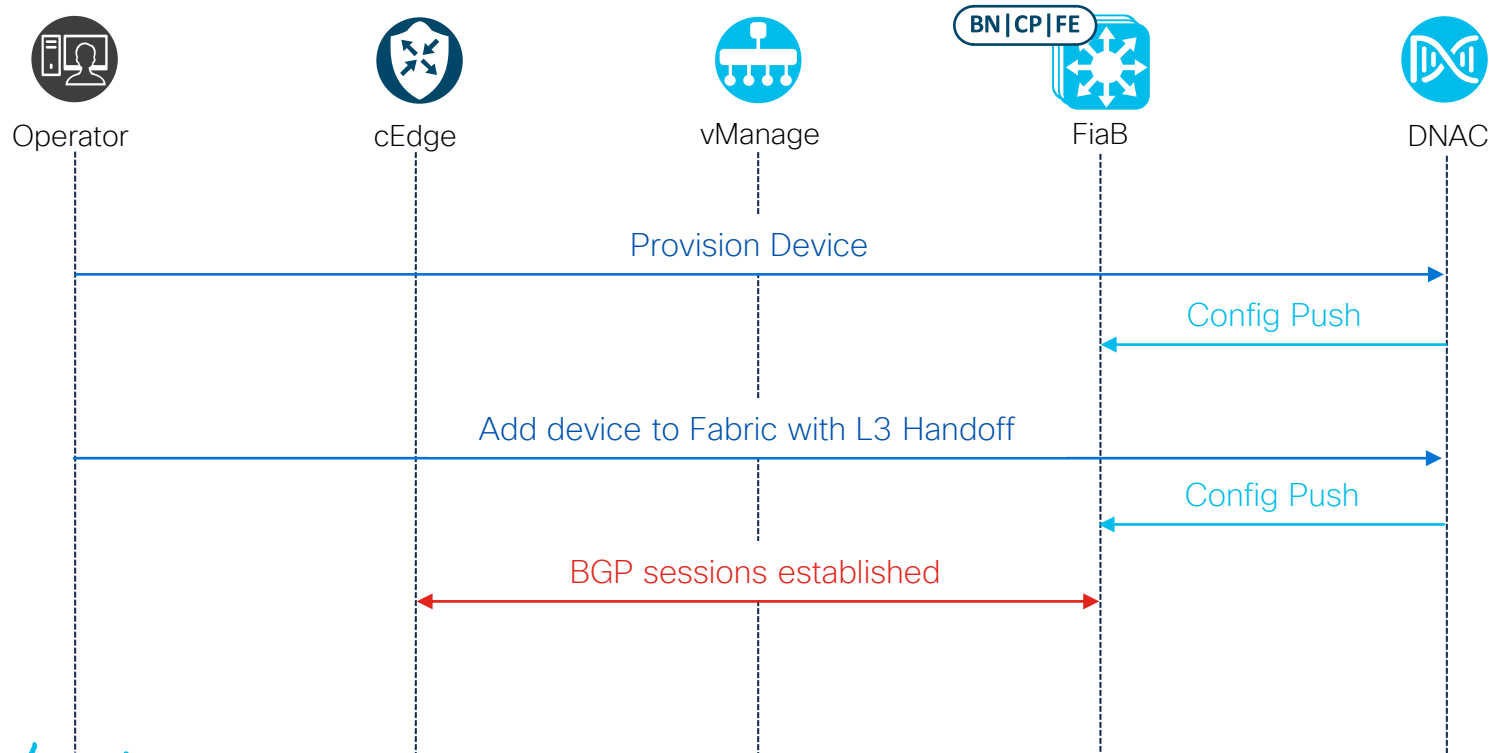 BN|CP|FE
Operator
cEdge
vManage
FiaB
DNAC
Provision Device
Config Push
Add device to Fabric with L3 Handoff
Config Push
BGP sessions established